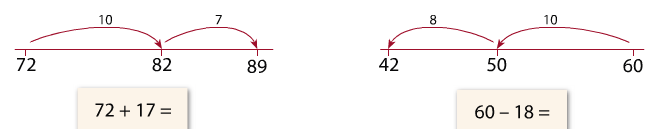 10 7
72 82 89
72 + 17 =
8 10
42 50 60
60 – 18 =